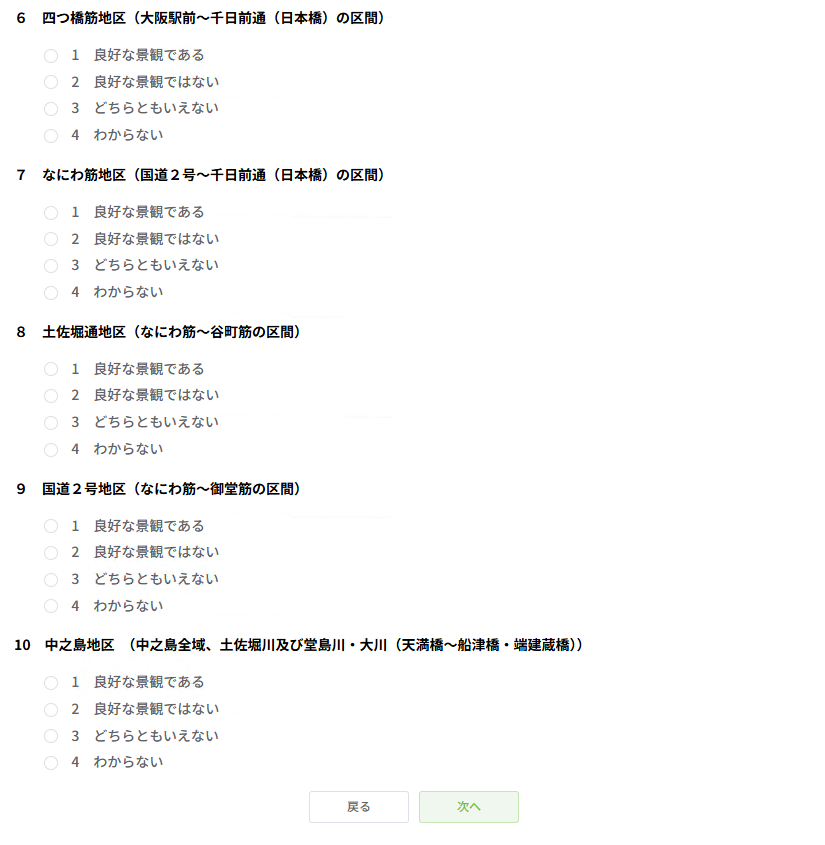 6 四つ橋筋地区（大阪駅前～千日前通（日本橋）の区間）
1 良好な景観である
2 良好な景観ではない
3 どちらともいえない
4 わからない
7 なにわ筋地区（国道２号～千日前通（日本橋）の区間）
1 良好な景観である
2 良好な景観ではない
3 どちらともいえない
4 わからない
8 土佐堀通地区（なにわ筋～谷町筋の区間）
1 良好な景観である
2 良好な景観ではない
3 どちらともいえない
4 わからない
9 国道２号地区（なにわ筋～御堂筋の区間）
1 良好な景観である
2 良好な景観ではない
3 どちらともいえない
4 わからない
10 中之島地区 （中之島全域、土佐堀川及び堂島川・大川（天満橋～船津橋・端建蔵橋））
1 良好な景観である
2 良好な景観ではない
3 どちらともいえない
4 わからない
戻る 次へ